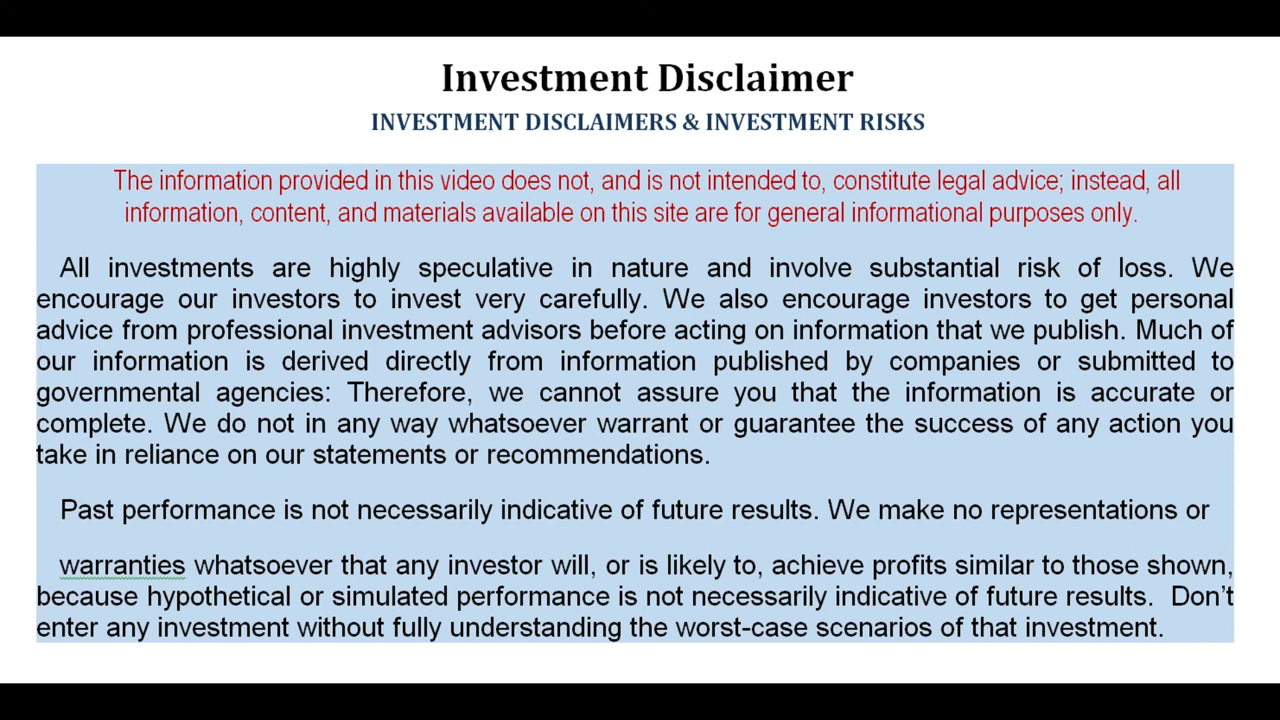 Investment Disclaimer
INVESTMENT DISCLAIMERS & INVESTMENT RISKS
The information provided in this video does not, and is not intended to, constitute legal advice; instead, all
information, content, and materials available on this site are for general informational purposes only.
All investments are highly speculative in nature and involve substantial risk of loss. We
encourage our investors to invest very carefully. We also encourage investors to get personal
advice from professional investment advisors before acting on information that we publish. Much of
our information is derived directly from information published by companies or submitted to
governmental agencies: Therefore, we cannot assure you that the information is accurate or
complete. We do not in any way whatsoever warrant or guarantee the success of any action you
take in reliance on our statements or recommendations.
Past performance is not necessarily indicative of future results. We make no representations or
warranties whatsoever that any investor will, or is likely to, achieve profits similar to those shown,
because hypothetical or simulated performance is not necessarily indicative of future results.  Don’t
enter any investment without fully understanding the worst-case scenarios of that investment.